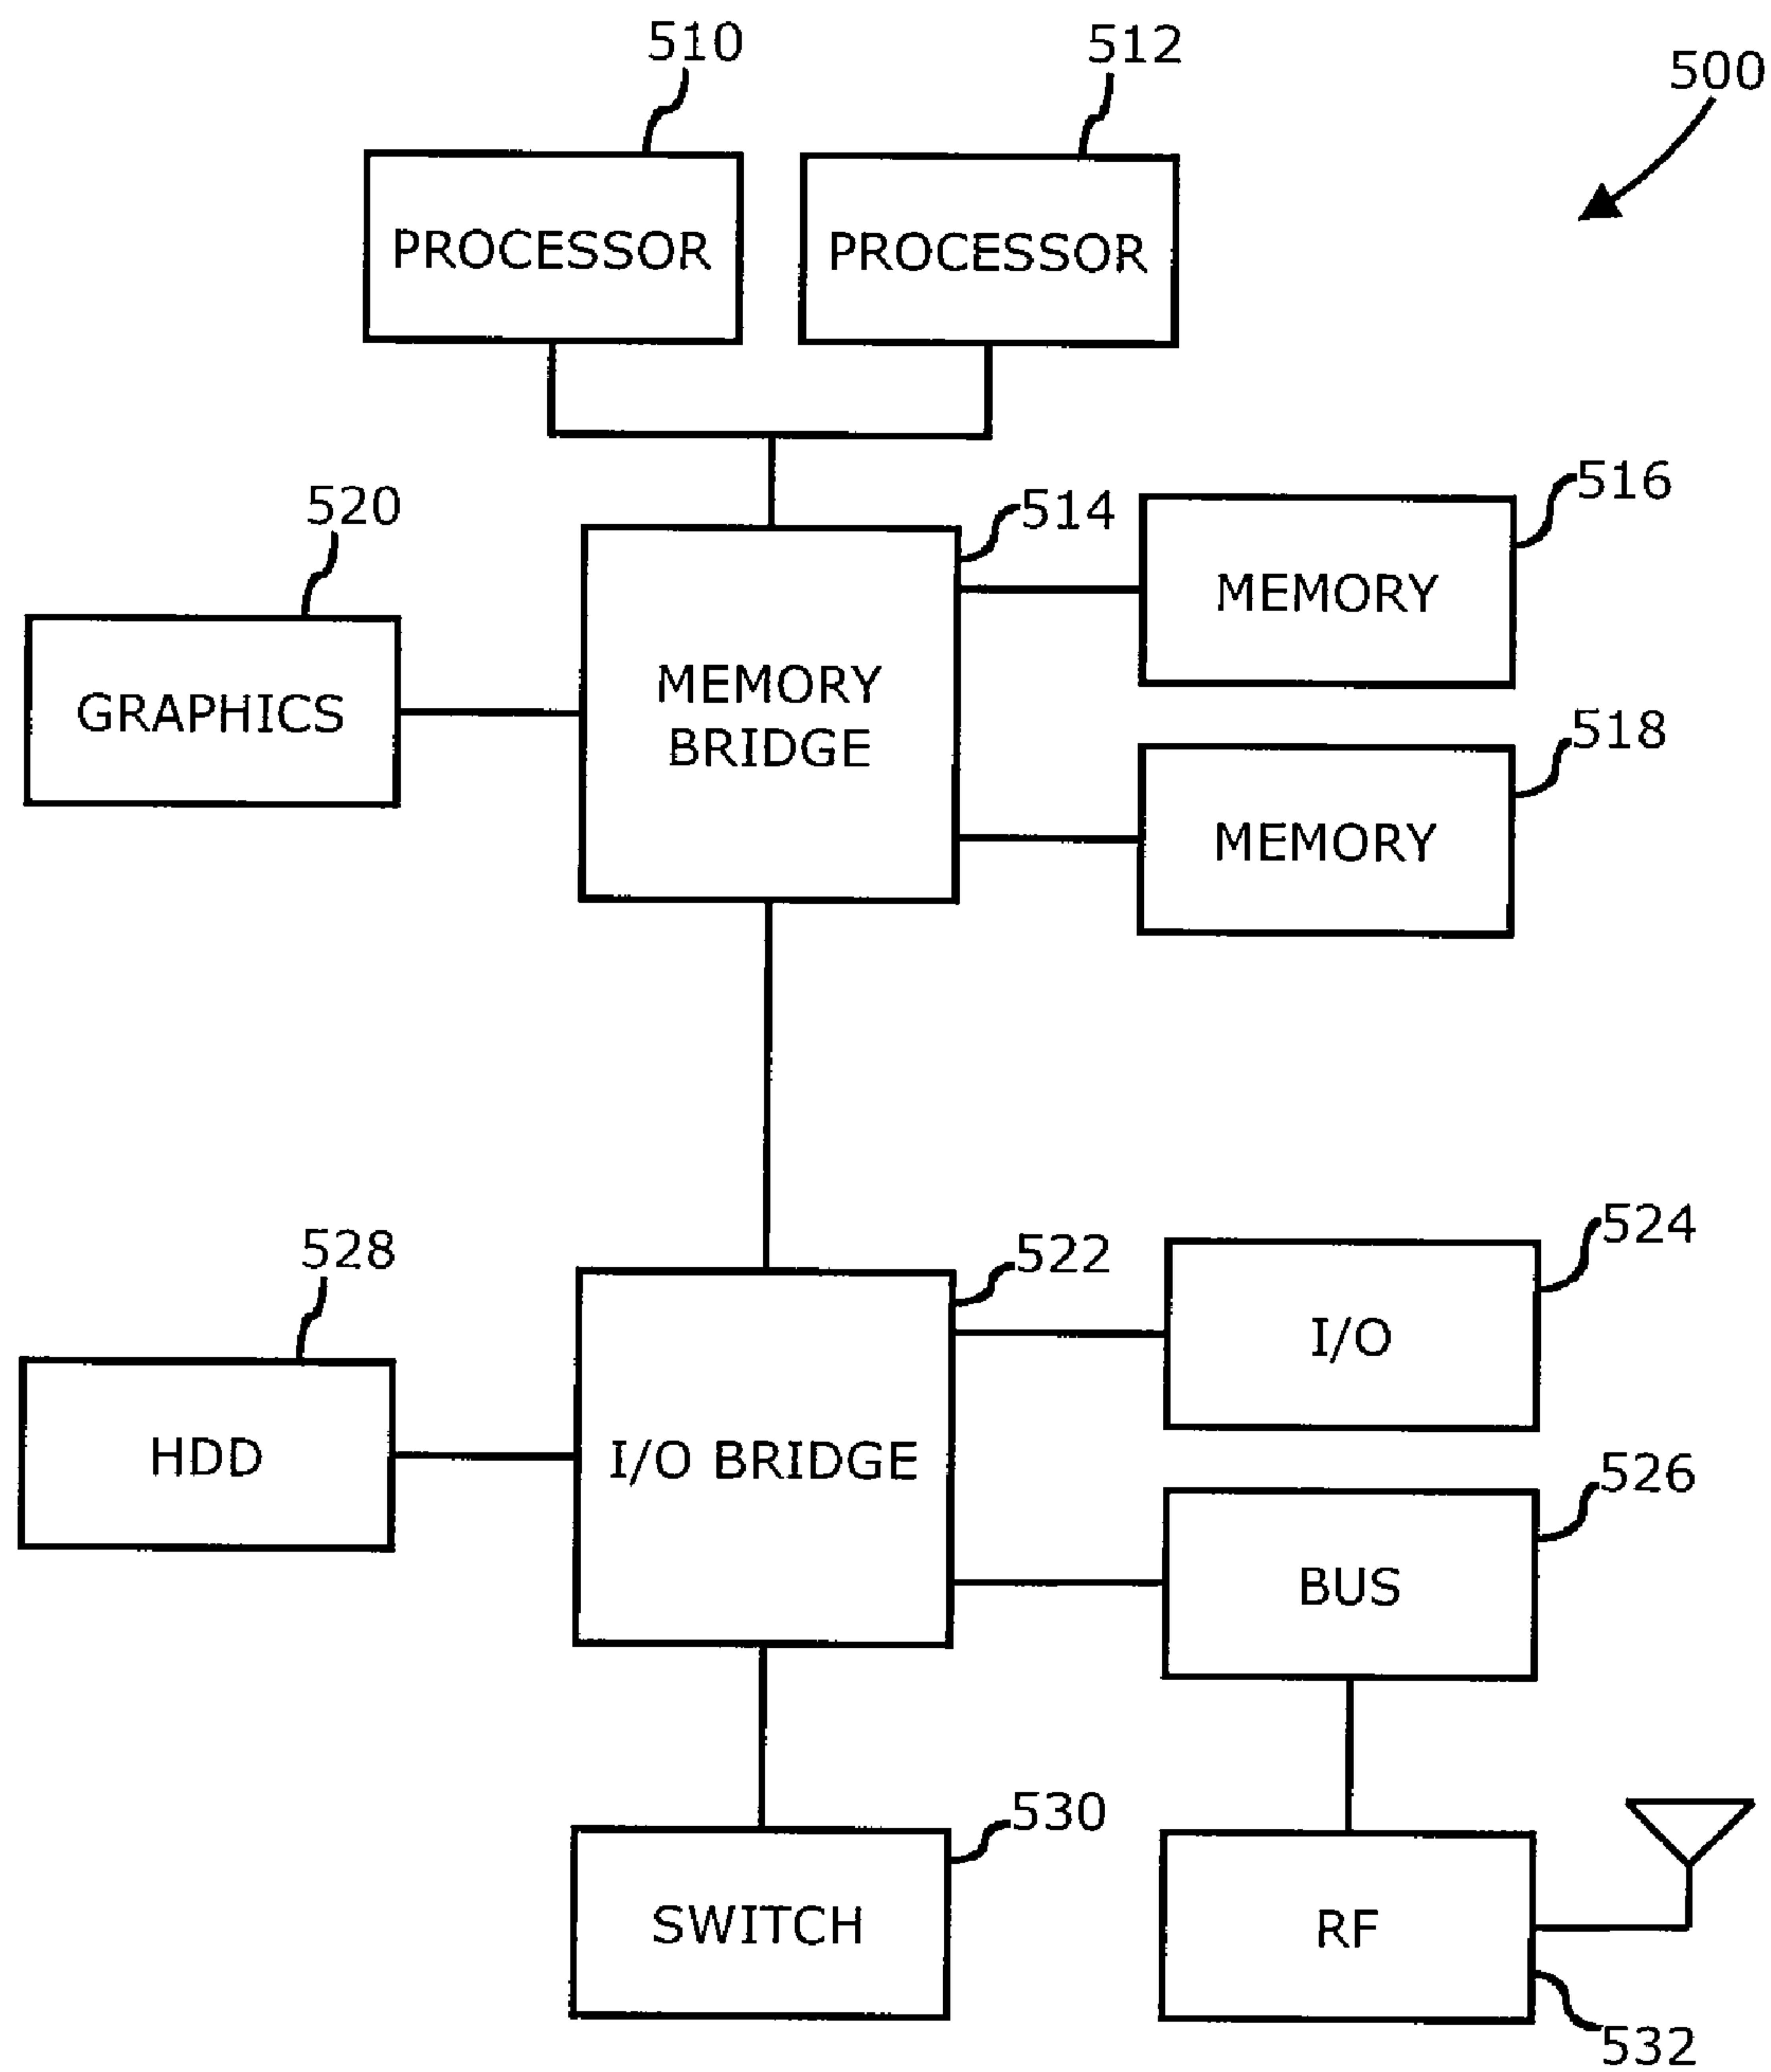 510
512
500
PROCESSOR
PROCESSOR
520
514
516
MEMORY
GRAPHICS
MEMORY
BRIDGE
518
MEMORY
528
522
524
I/O
HDD
I/O BRIDGE
526
BUS
530
SWITCH
RF
532